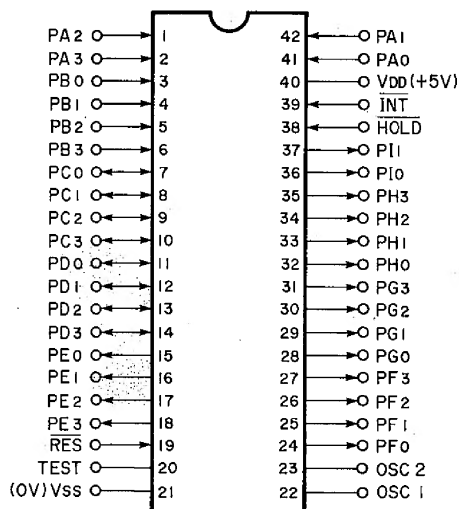 PA2 1 42 PA1
PA3 2 41 PA0
PB0 3 40 VDD(+5V)
PB1 4 39 INT
PB2 5 38 HOLD
PB3 6 37 PI1
PC0 7 36 PI0
PC1 8 35 PH3
PC2 9 34 PH2
PC3 10 33 PH1
PD0 11 32 PH0
PD1 12 31 PG3
PD2 13 30 PG2
PD3 14 29 PG1
PE0 15 28 PG0
PE1 16 27 PF3
PE2 17 26 PF2
PE3 18 25 PF1
RES 19 24 PF0
TEST 20 23 OSC 2
(0V) VSS 21 22 OSC 1